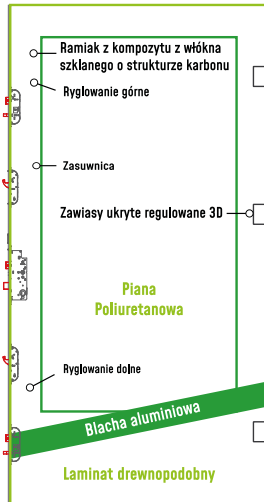 Ramiak z kompozytu z włókna
szklanego o strukturze karbonu
Ryglowanie górne
Zasuwnica
Zawiasy ukryte regulowane 3D
Piana
Poliuretanowa
Ryglowanie dolne
Blacha aluminiowa
Laminat drewnopodobny